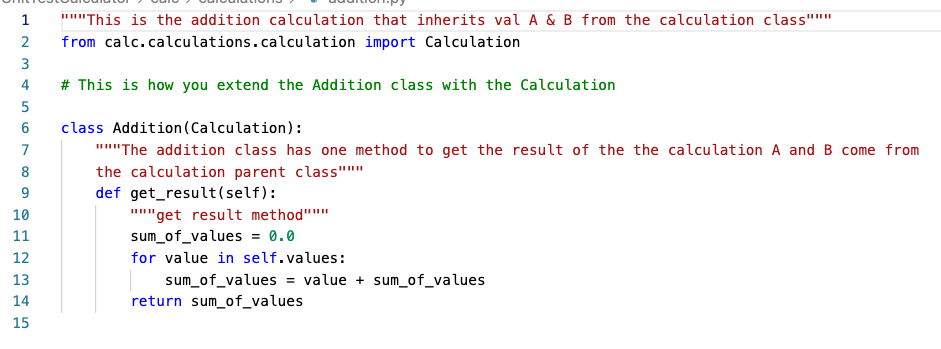 UnitTestCalculator > calc > calculations > addition.py
1 """This is the addition calculation that inherits val A & B from the calculation class"""
2 from calc.calculations.calculation import Calculation
3
4 # This is how you extend the Addition class with the Calculation
5
6 class Addition(Calculation):
7 """The addition class has one method to get the result of the the calculation A and B come from
8 the calculation parent class"""
9 def get_result(self):
10 """get result method"""
11 sum_of_values = 0.0
12 for value in self.values:
13 sum_of_values = value + sum_of_values
14 return sum_of_values
15